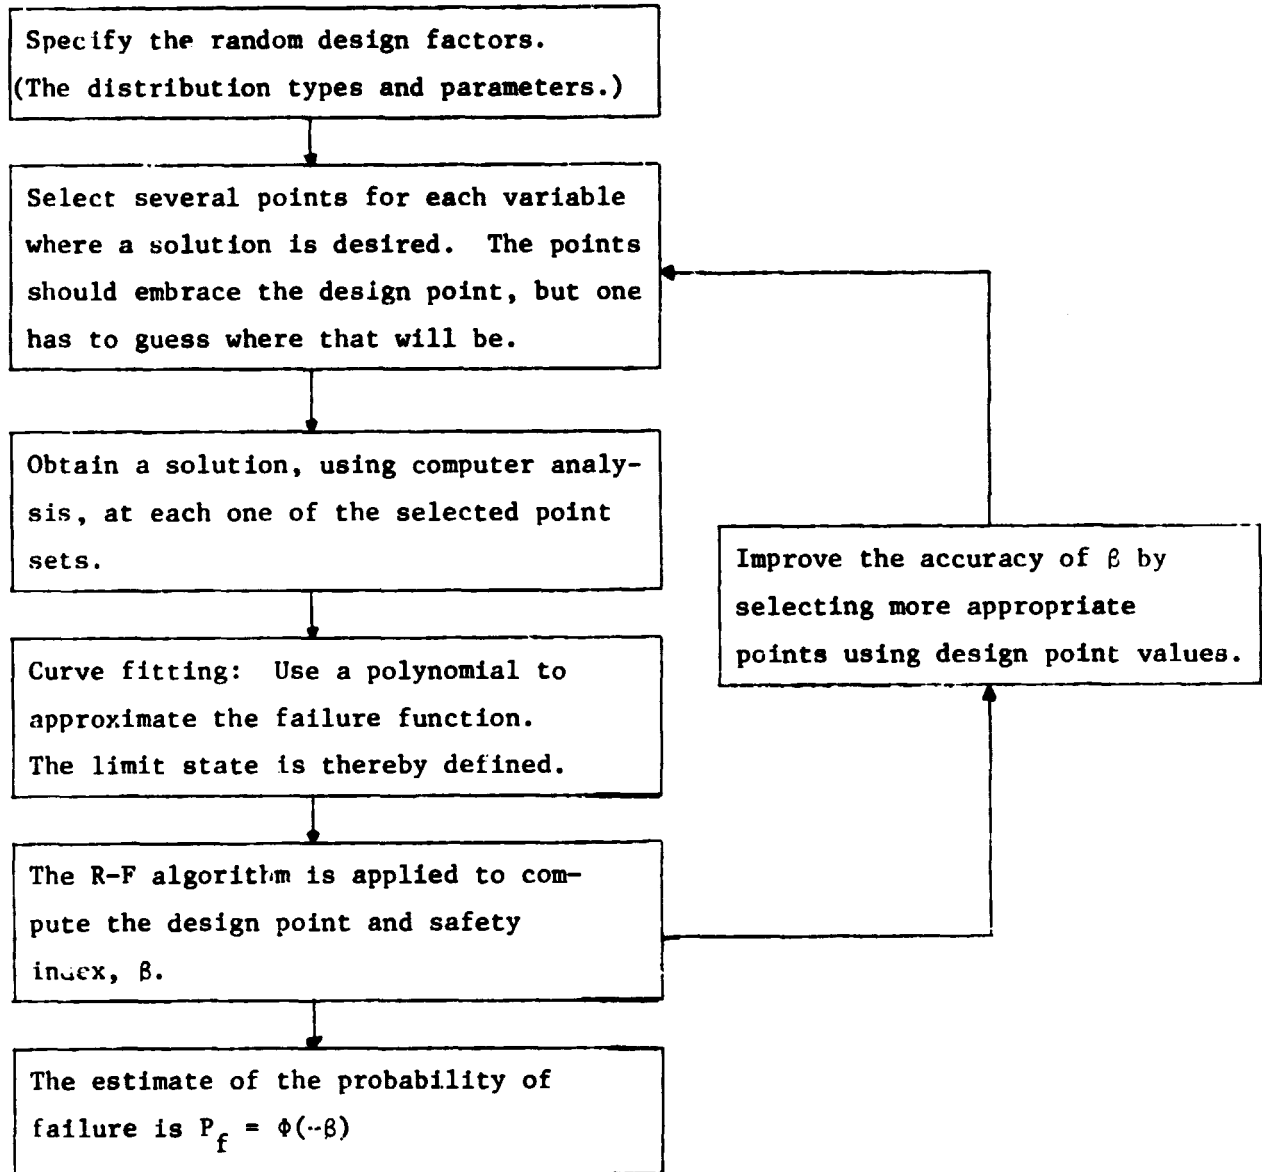 Specify the random design factors.
(The distribution types and parameters.)
Select several points for each variable
where a solution is desired. The points
should embrace the design point, but one
has to guess where that will be.
Obtain a solution, using computer analy-
sis, at each one of the selected point
sets.
Curve fitting: Use a polynomial to
approximate the failure function.
The limit state is thereby defined.
The R-F algorithm is applied to com-
pute the design point and safety
index, β.
The estimate of the probability of
failure is P_f = Φ(-β)
Improve the accuracy of β by
selecting more appropriate
points using design point values.